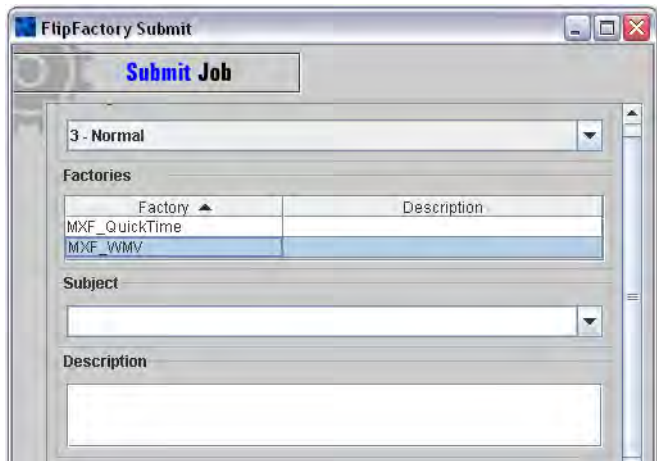 FlipFactory Submit
Submit Job
3 - Normal
Factories
Factory Description
MXF_QuickTime
MXF_WMV
Subject
Description